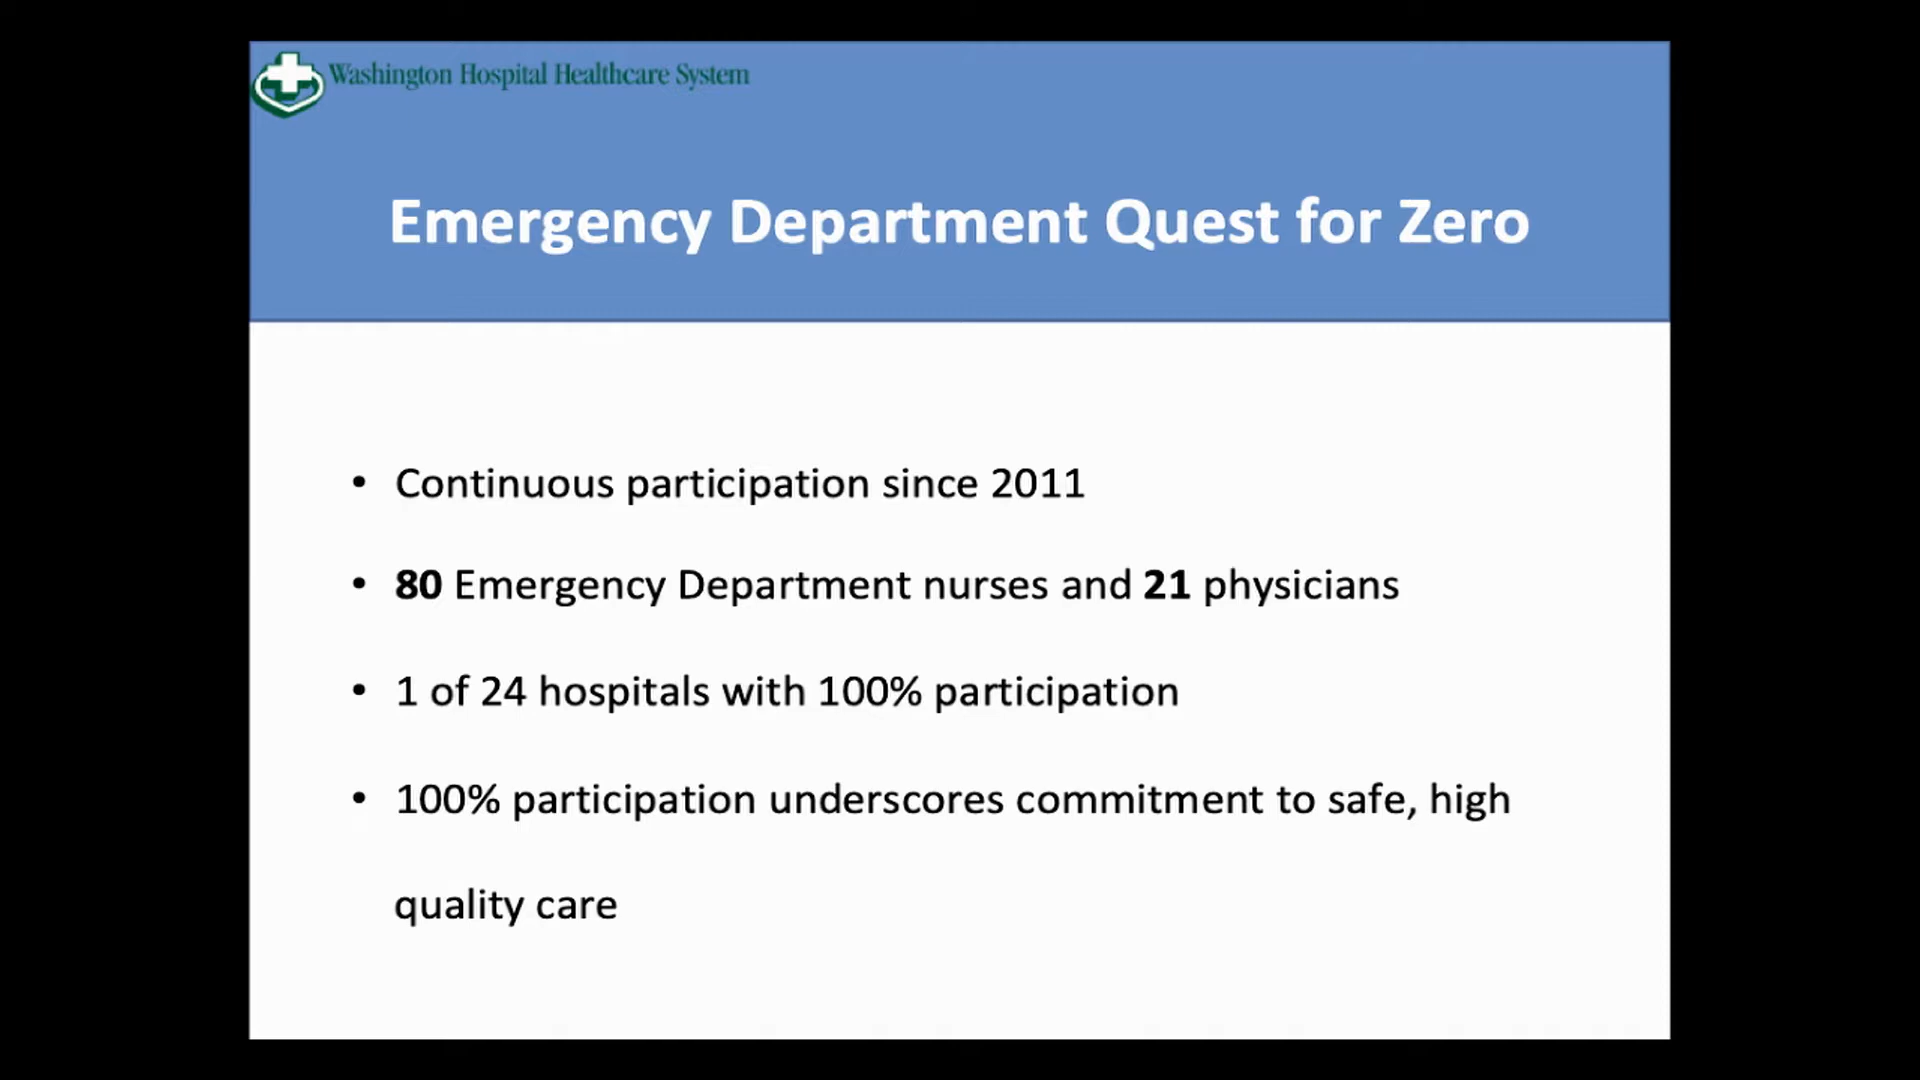 Washington Hospital Healthcare System
Emergency Department Quest for Zero
• Continuous participation since 2011
• 80 Emergency Department nurses and 21 physicians
• 1 of 24 hospitals with 100% participation
• 100% participation underscores commitment to safe, high
quality care